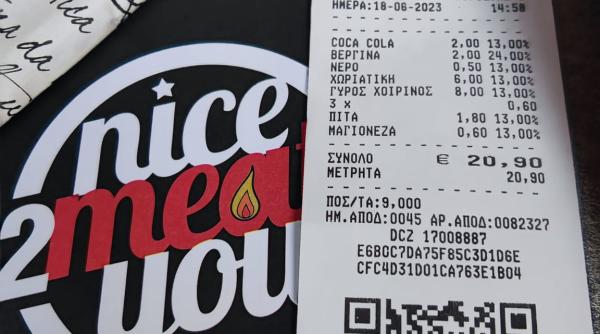 nice
2meat
you
ΗΜΕΡΑ:18-06-2023 14:58
COCA COLA 2,00 13,00%
ΒΕΡΓΙΝΑ 2,00 24,00%
ΝΕΡΟ 0,50 13,00%
ΧΩΡΙΑΤΙΚΗ 6,00 13,00%
ΓΥΡΟΣ ΧΟΙΡΙΝΟΣ 8,00 13,00%
3 x 0,60
ΠΙΤΑ 1,80 13,00%
ΜΑΓΙΟΝΕΖΑ 0,60 13,00%
ΣΥΝΟΛΟ € 20,90
ΜΕΤΡΗΤΑ 20,90
ΠΟΣ/ΤΑ:9,000
ΗΜ.ΑΠΟΔ:0045 ΑΡ.ΑΠΟΔ:0082327
DCZ 17008887
E6B0C7DA75F85C3D1D6E
CFC4D31D01CA763E1B04